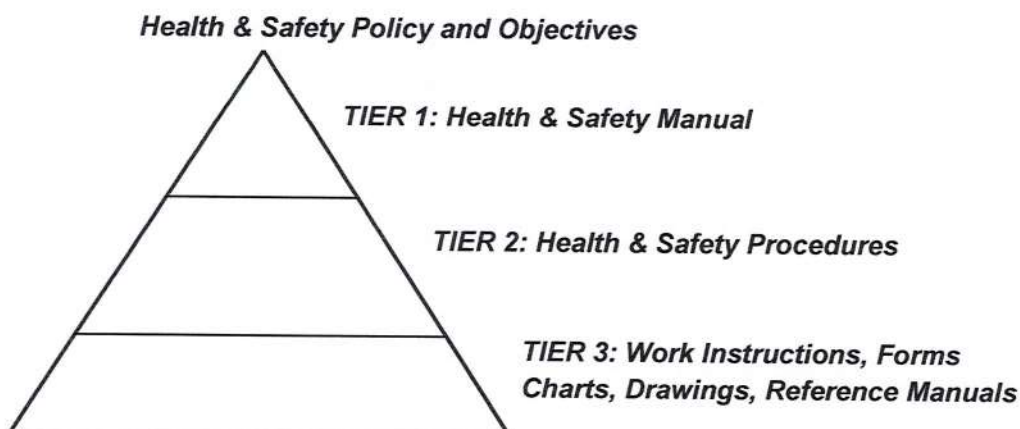 Health & Safety Policy and Objectives
TIER 1: Health & Safety Manual
TIER 2: Health & Safety Procedures
TIER 3: Work Instructions, Forms
Charts, Drawings, Reference Manuals